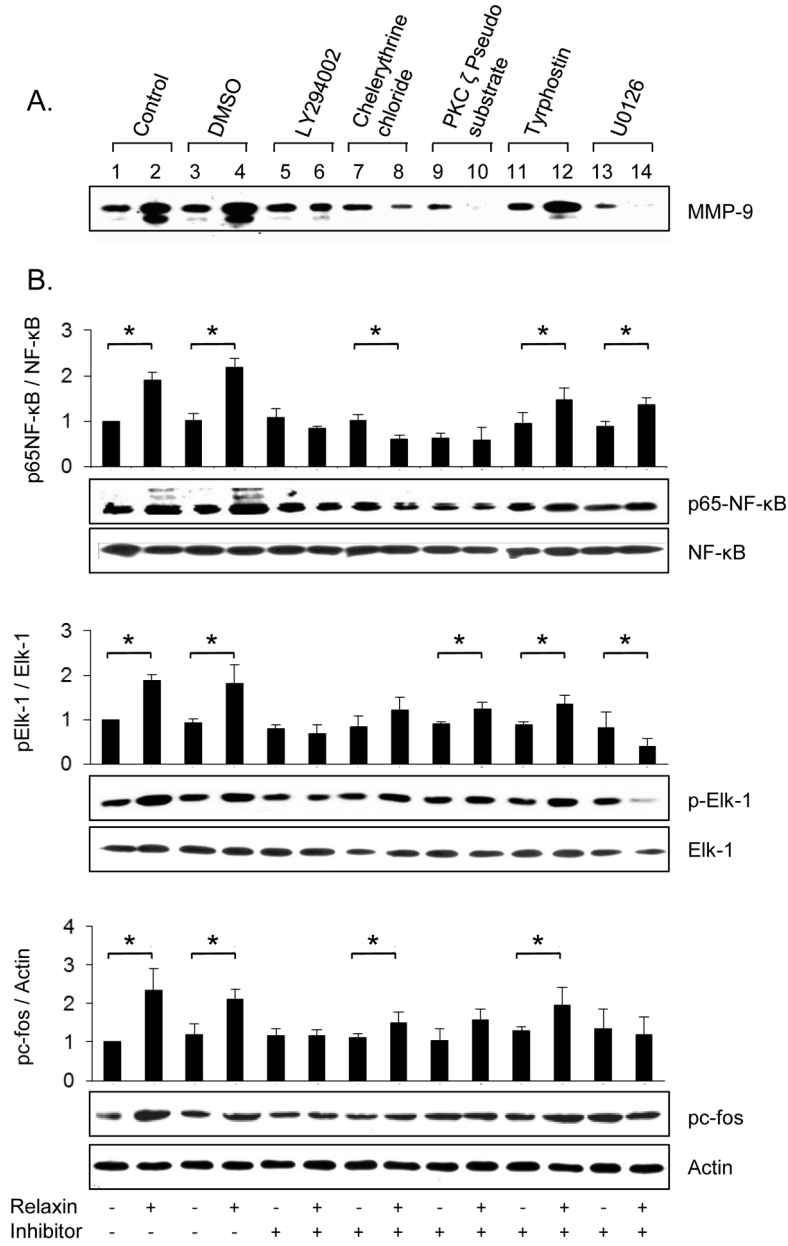 A.
Control
DMSO
LY294002
Chelerythrine
chloride
PKC ζ Pseudo
substrate
Tyrphostin
U0126
1 2 3 4 5 6 7 8 9 10 11 12 13 14
MMP-9
B.
p65NF-κB / NF-κB
3
2
1
0
* * * * *
p65-NF-κB
NF-κB
pElk-1 / Elk-1
3
2
1
0
* * * * *
p-Elk-1
Elk-1
pc-fos / Actin
4
3
2
1
0
* * * *
pc-fos
Actin
Relaxin - + - + - + - + - + - + - +
Inhibitor - - - - + + + + + + + + + +